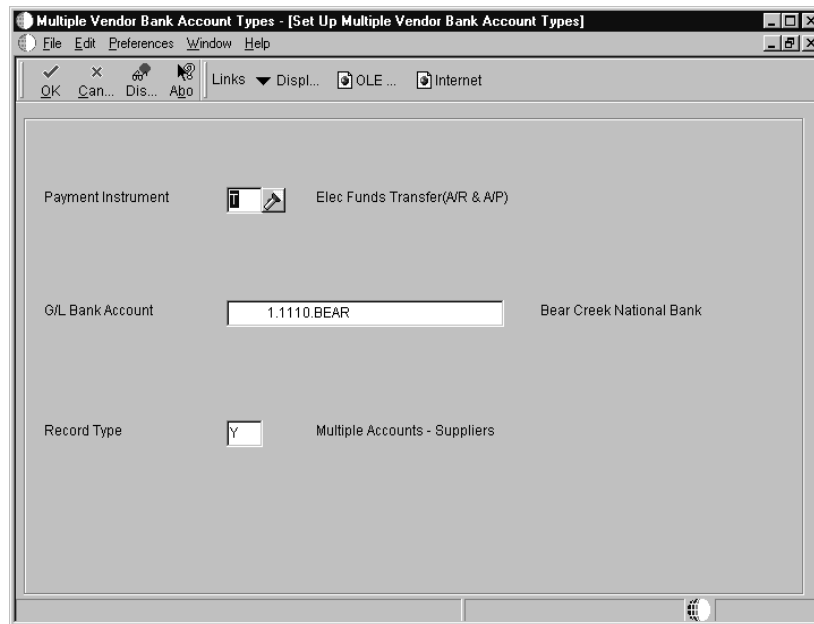 Multiple Vendor Bank Account Types - [Set Up Multiple Vendor Bank Account Types]
File Edit Preferences Window Help
OK Can... Dis... Abo Links Displ... OLE ... Internet
Payment Instrument T Elec Funds Transfer(A/R & A/P)
G/L Bank Account 1.1110.BEAR Bear Creek National Bank
Record Type Y Multiple Accounts - Suppliers